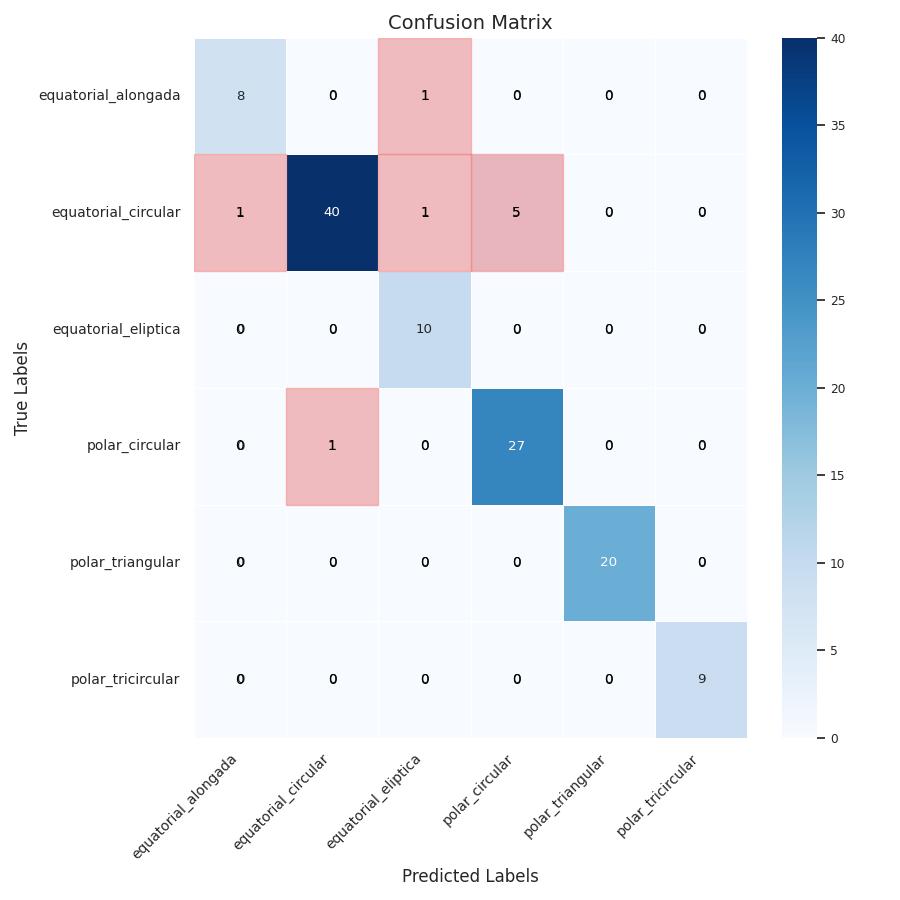 Confusion Matrix
equatorial_alongada 8 0 1 0 0 0
equatorial_circular 1 40 1 5 0 0
equatorial_eliptica 0 0 10 0 0 0
polar_circular 0 1 0 27 0 0
polar_triangular 0 0 0 0 20 0
polar_tricircular 0 0 0 0 0 9
True Labels
equatorial_alongada
equatorial_circular
equatorial_eliptica
polar_circular
polar_triangular
polar_tricircular
Predicted Labels
40
35
30
25
20
15
10
5
0